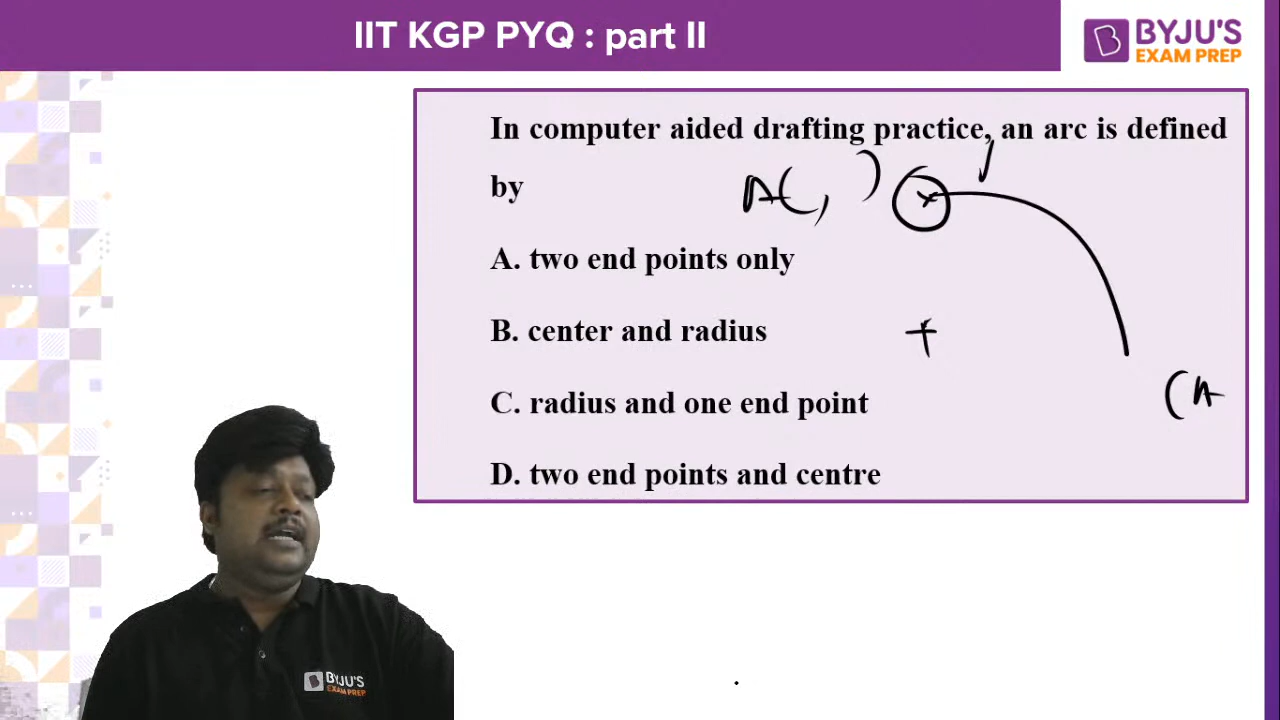 IIT KGP PYQ : part II
BYJU'S
EXAM PREP
In computer aided drafting practice, an arc is defined
by
A( , )
A. two end points only
B. center and radius
C. radius and one end point
D. two end points and centre
BYJU'S
EXAM PREP